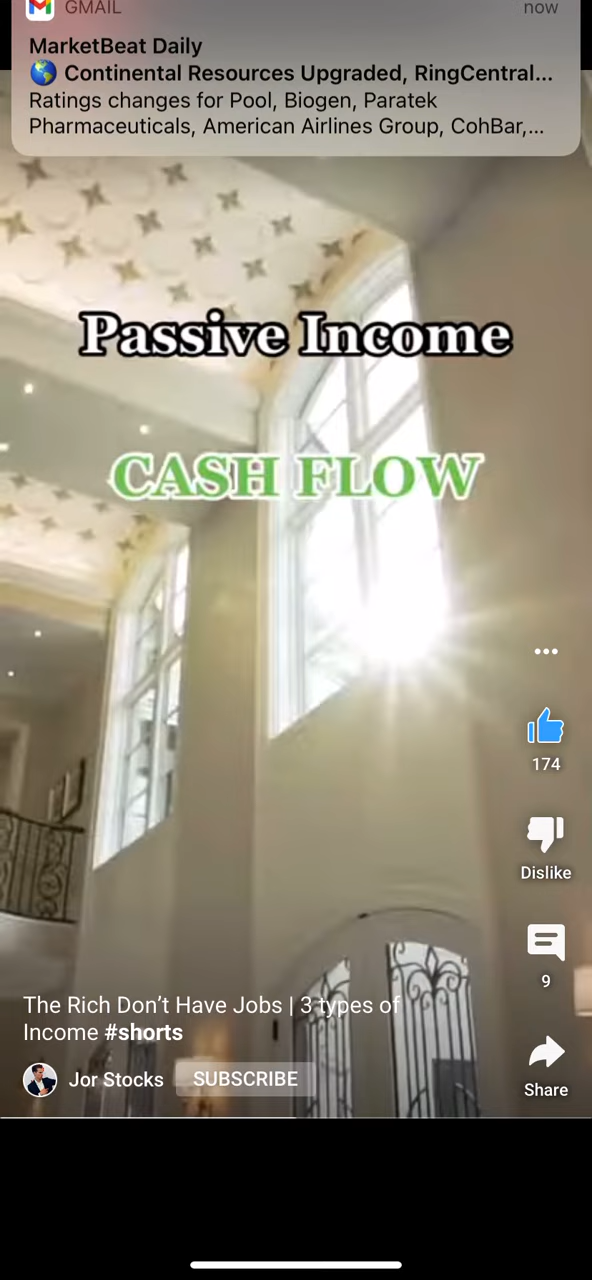 GMAIL
now
MarketBeat Daily
🌎 Continental Resources Upgraded, RingCentral...
Ratings changes for Pool, Biogen, Paratek
Pharmaceuticals, American Airlines Group, CohBar,...
Passive Income
CASH FLOW
174
Dislike
9
The Rich Don’t Have Jobs | 3 types of
Income #shorts
Jor Stocks
SUBSCRIBE
Share